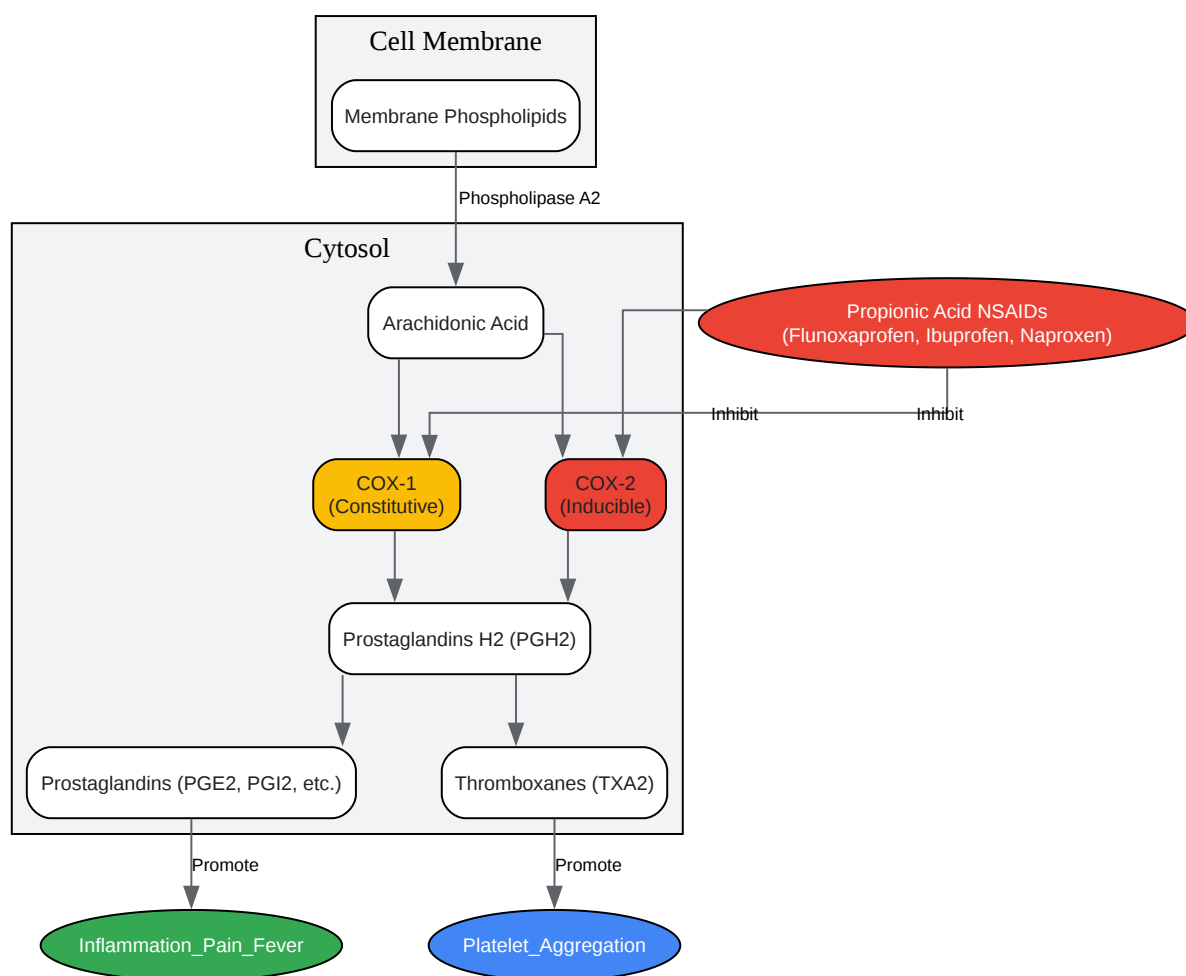 Cell Membrane
Membrane Phospholipids
Phospholipase A2
Cytosol
Arachidonic Acid
Propionic Acid NSAIDs
(Flunoxaprofen, Ibuprofen, Naproxen)
Inhibit
Inhibit
COX-1
(Constitutive)
COX-2
(Inducible)
Prostaglandins H2 (PGH2)
Prostaglandins (PGE2, PGI2, etc.)
Thromboxanes (TXA2)
Promote
Promote
Inflammation_Pain_Fever
Platelet_Aggregation